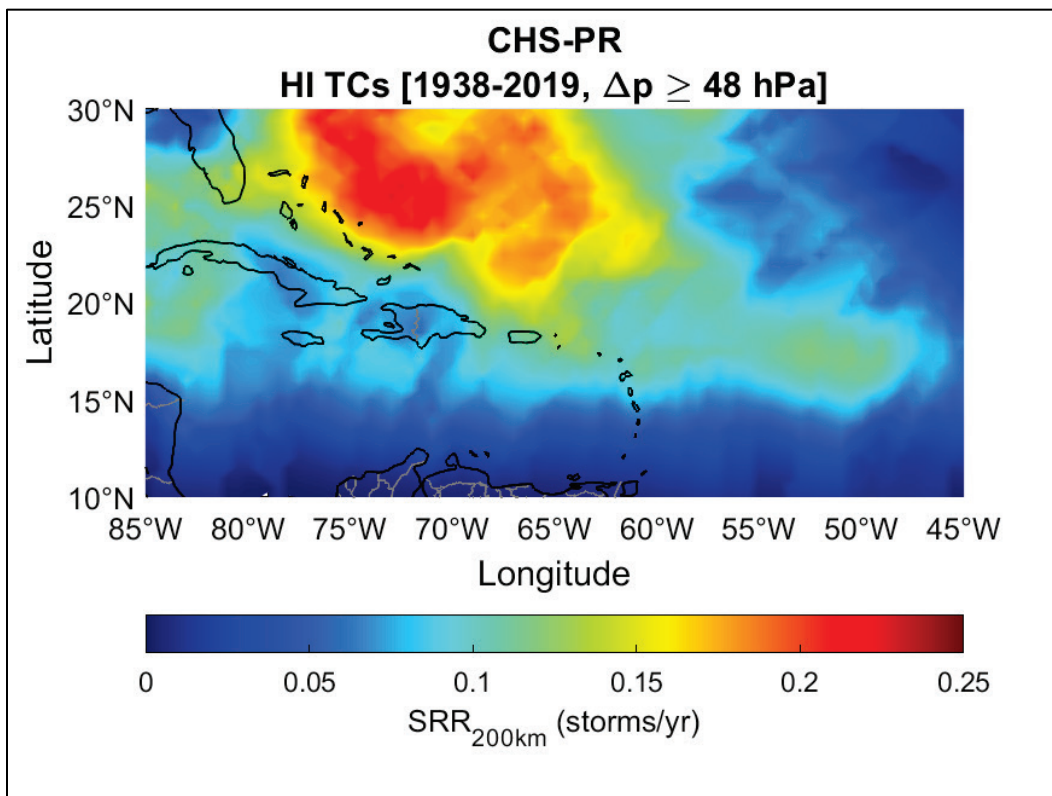 CHS-PR
HI TCs [1938-2019, Δp ≥ 48 hPa]
30°N
25°N
20°N
15°N
10°N
Latitude
85°W 80°W 75°W 70°W 65°W 60°W 55°W 50°W 45°W
Longitude
0 0.05 0.1 0.15 0.2 0.25
SRR200km (storms/yr)